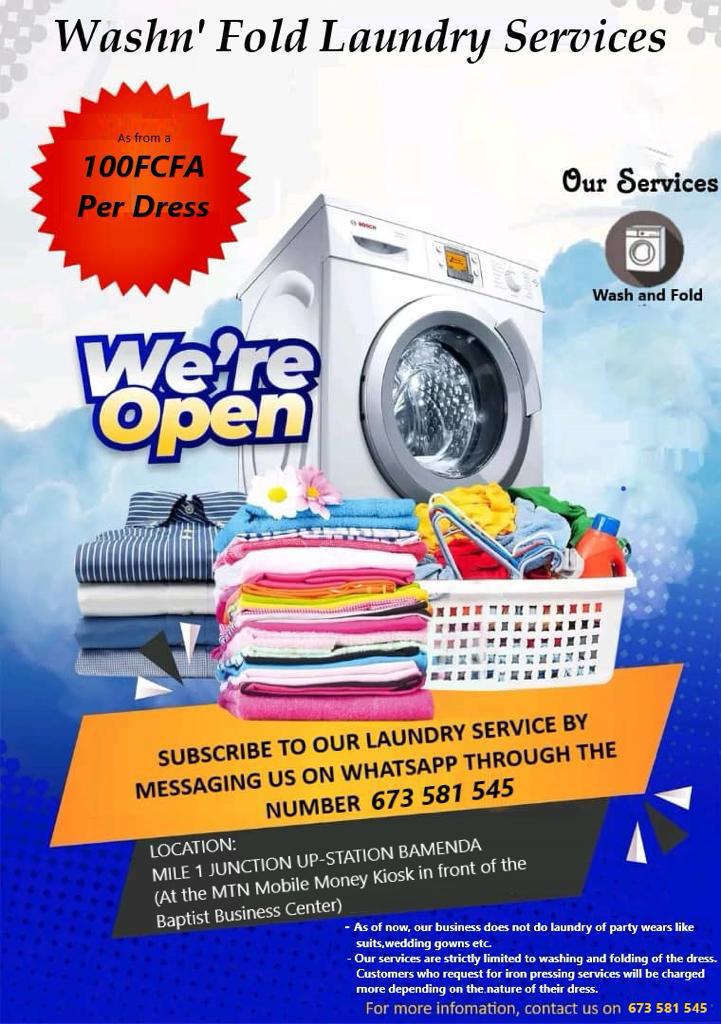 Washn' Fold Laundry Services
As from a
100FCFA
Per Dress
Our Services
Wash and Fold
BOSCH
We're
Open
SUBSCRIBE TO OUR LAUNDRY SERVICE BY
MESSAGING US ON WHATSAPP THROUGH THE
NUMBER 673 581 545
LOCATION:
MILE 1 JUNCTION UP-STATION BAMENDA
(At the MTN Mobile Money Kiosk in front of the
Baptist Business Center)
- As of now, our business does not do laundry of party wears like
suits,wedding gowns etc.
- Our services are strictly limited to washing and folding of the dress.
Customers who request for iron pressing services will be charged
more depending on the nature of their dress.
For more infomation, contact us on 673 581 545